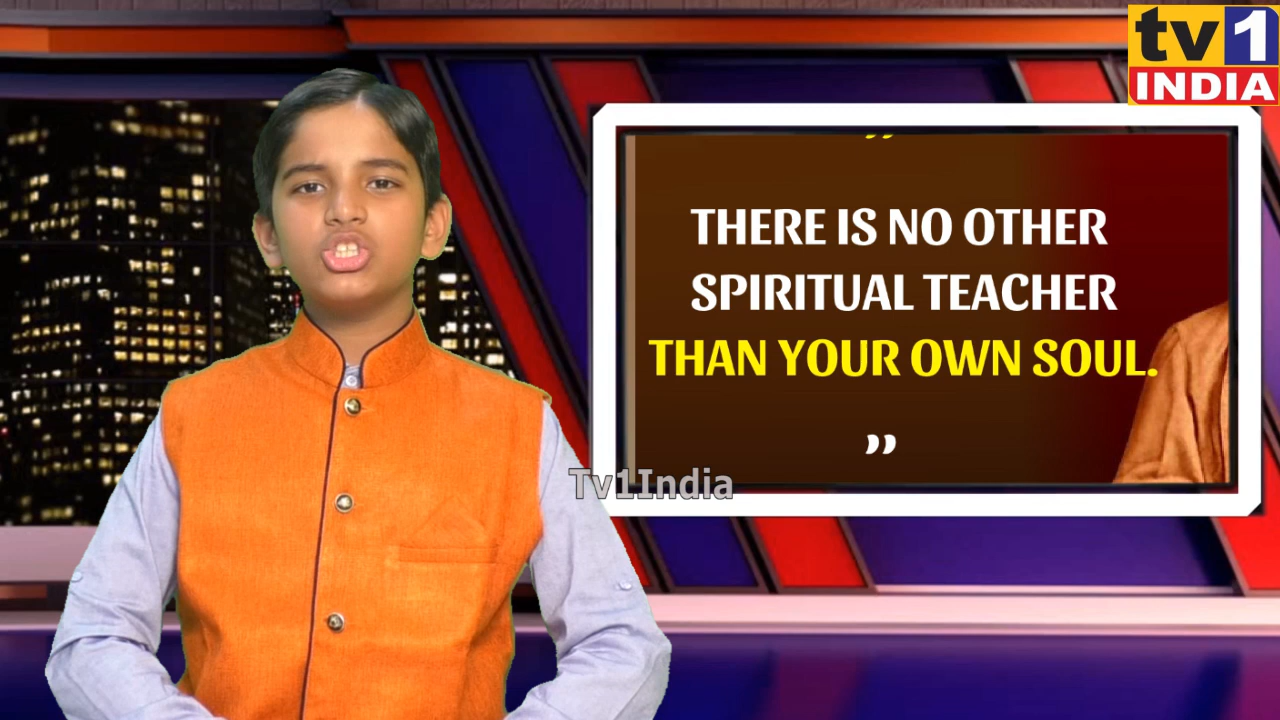 tv1
INDIA
”
THERE IS NO OTHER
SPIRITUAL TEACHER
THAN YOUR OWN SOUL.
”
Tv1India